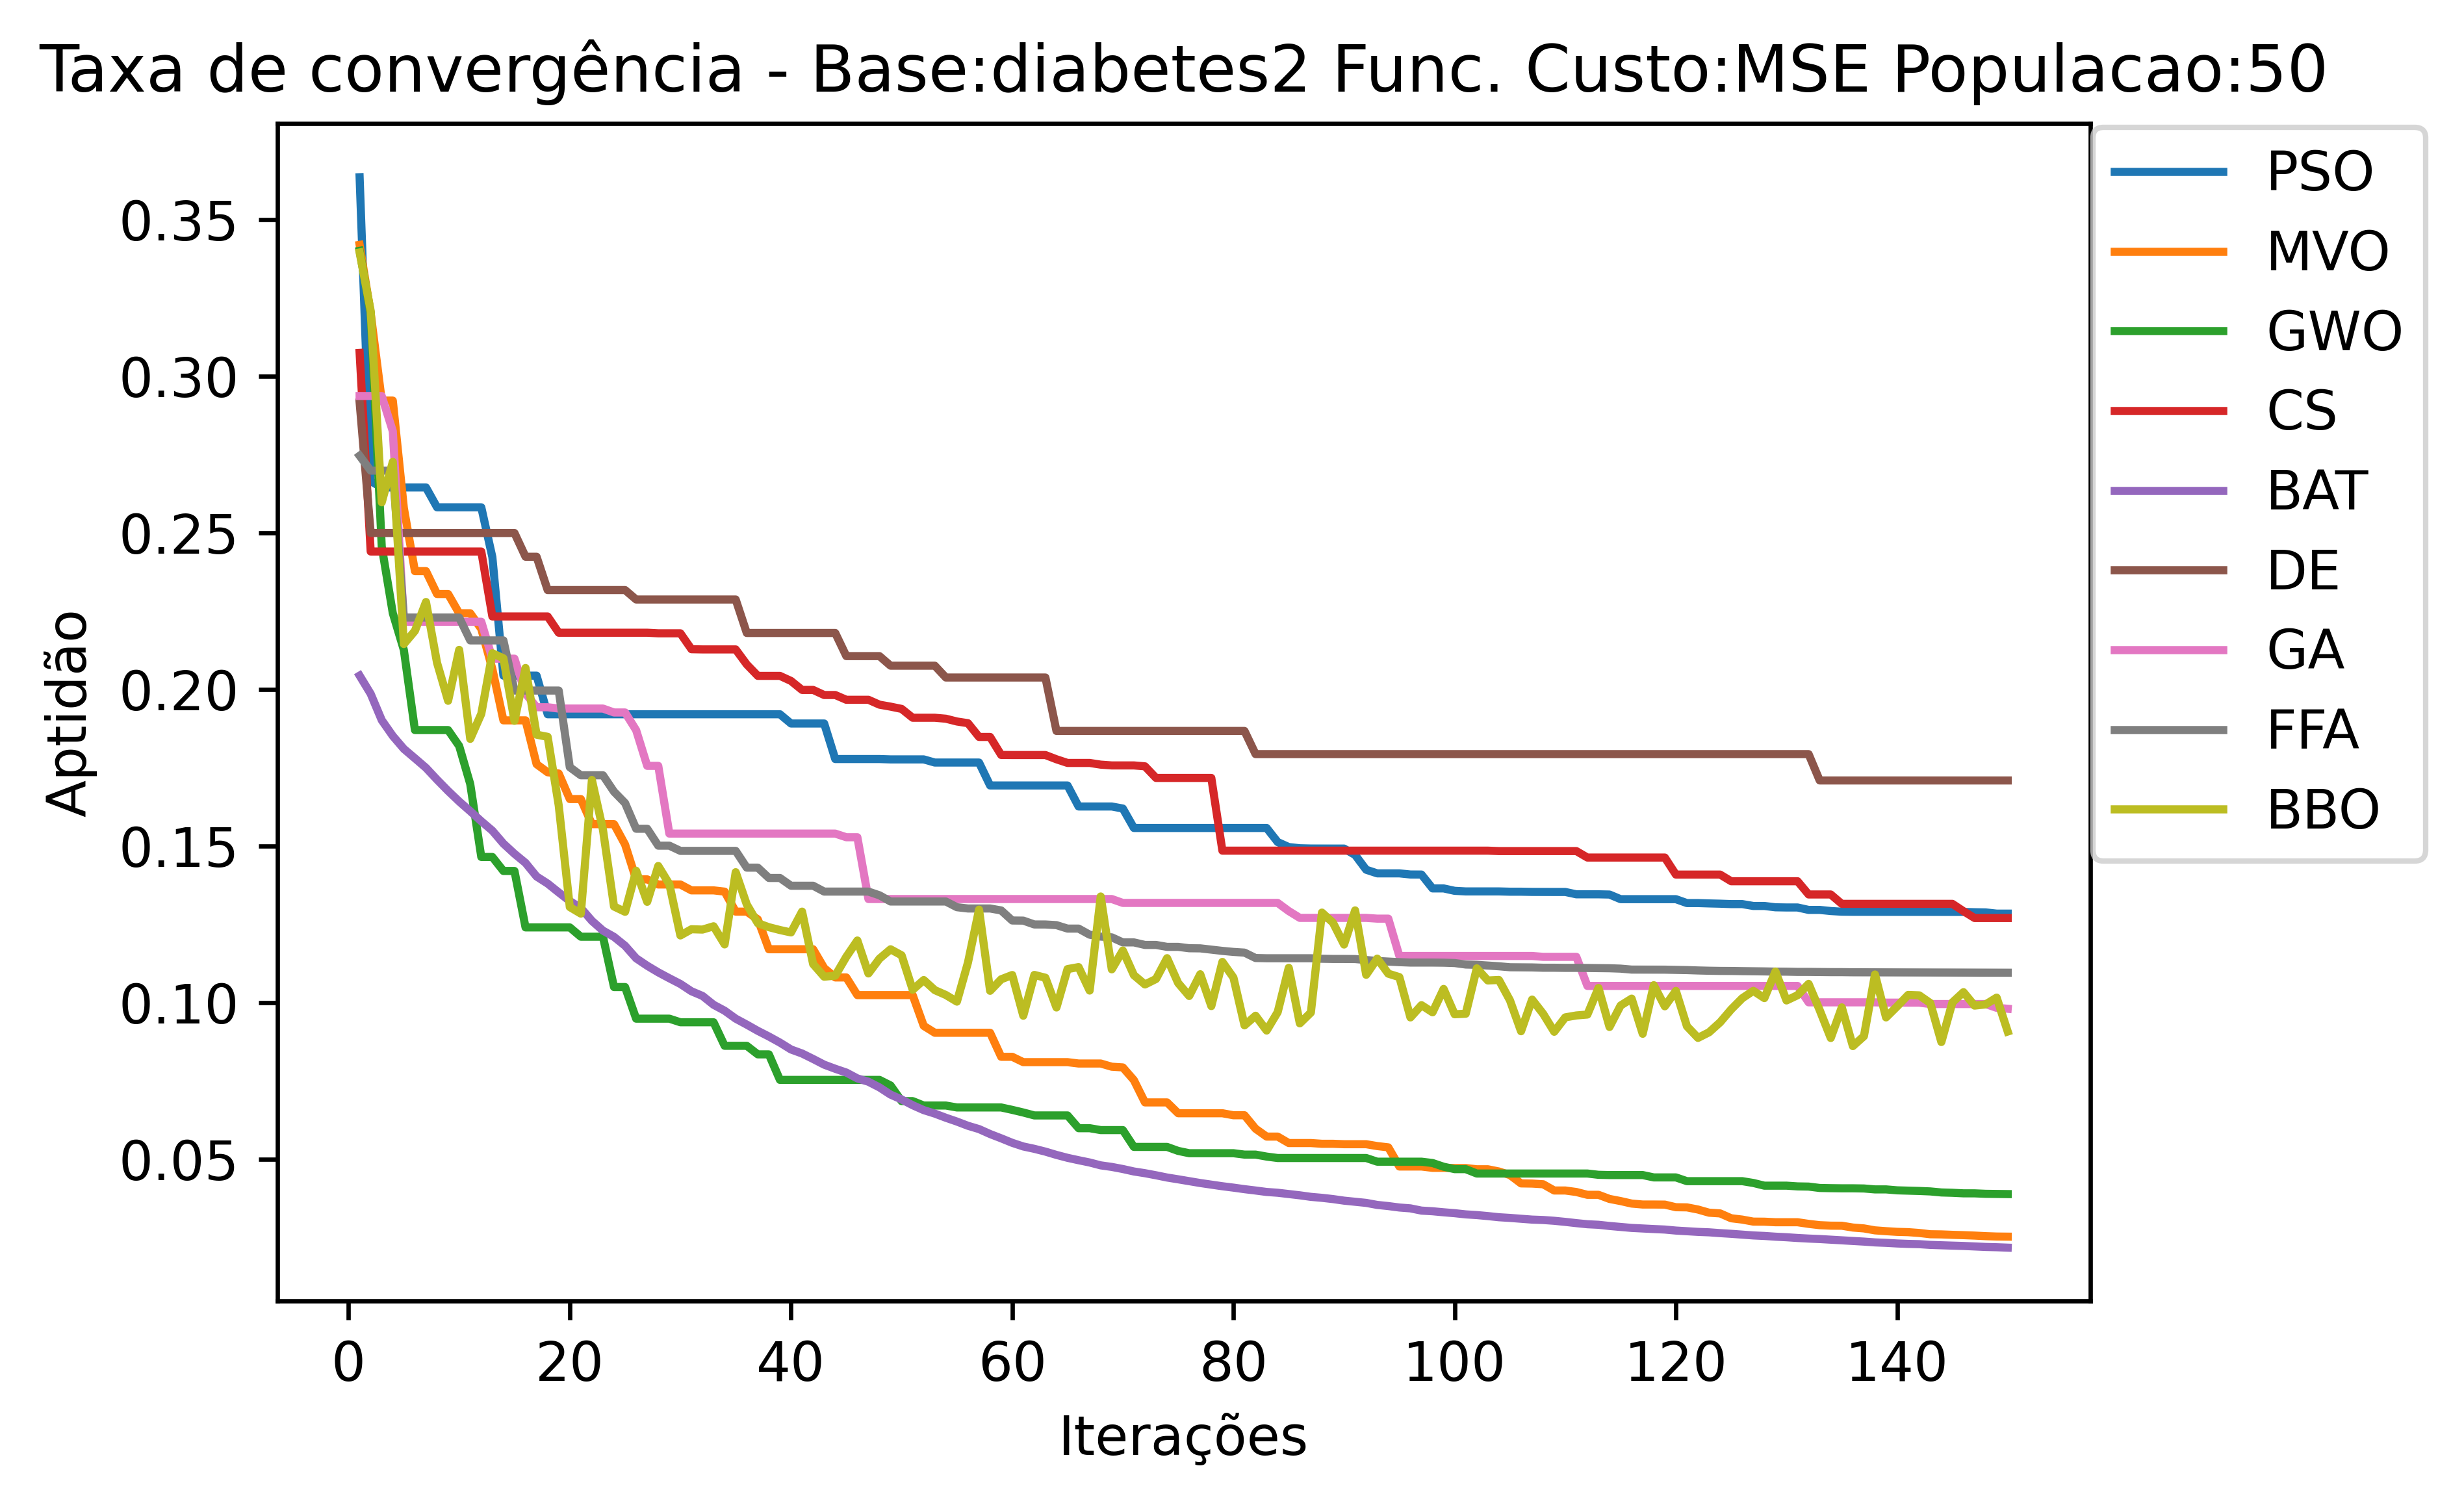 Taxa de convergência - Base:diabetes2 Func. Custo:MSE Populacao:50
Aptidão
0.35
0.30
0.25
0.20
0.15
0.10
0.05
0 20 40 60 80 100 120 140
Iterações
PSO
MVO
GWO
CS
BAT
DE
GA
FFA
BBO